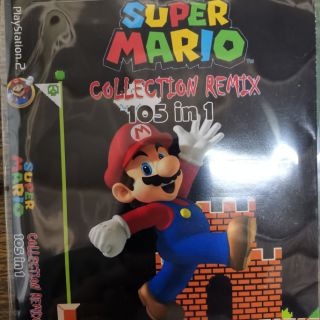 PlayStation.2
SUPER
MARIO
COLLECTION REMIX
105 in 1
M
SUPER
MARIO
COLLECTION REMIX
105 in 1